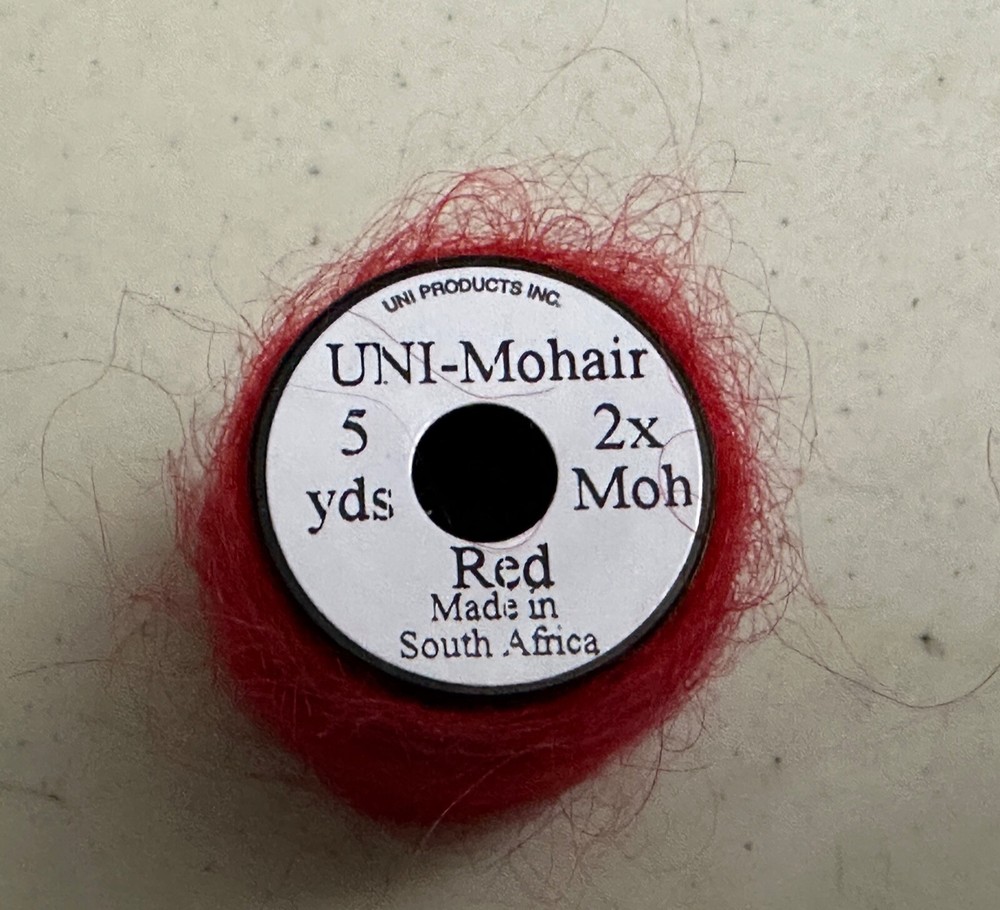 UNI PRODUCTS INC.
UNI-Mohair
5 yds
2x Moh
Red
Made in
South Africa